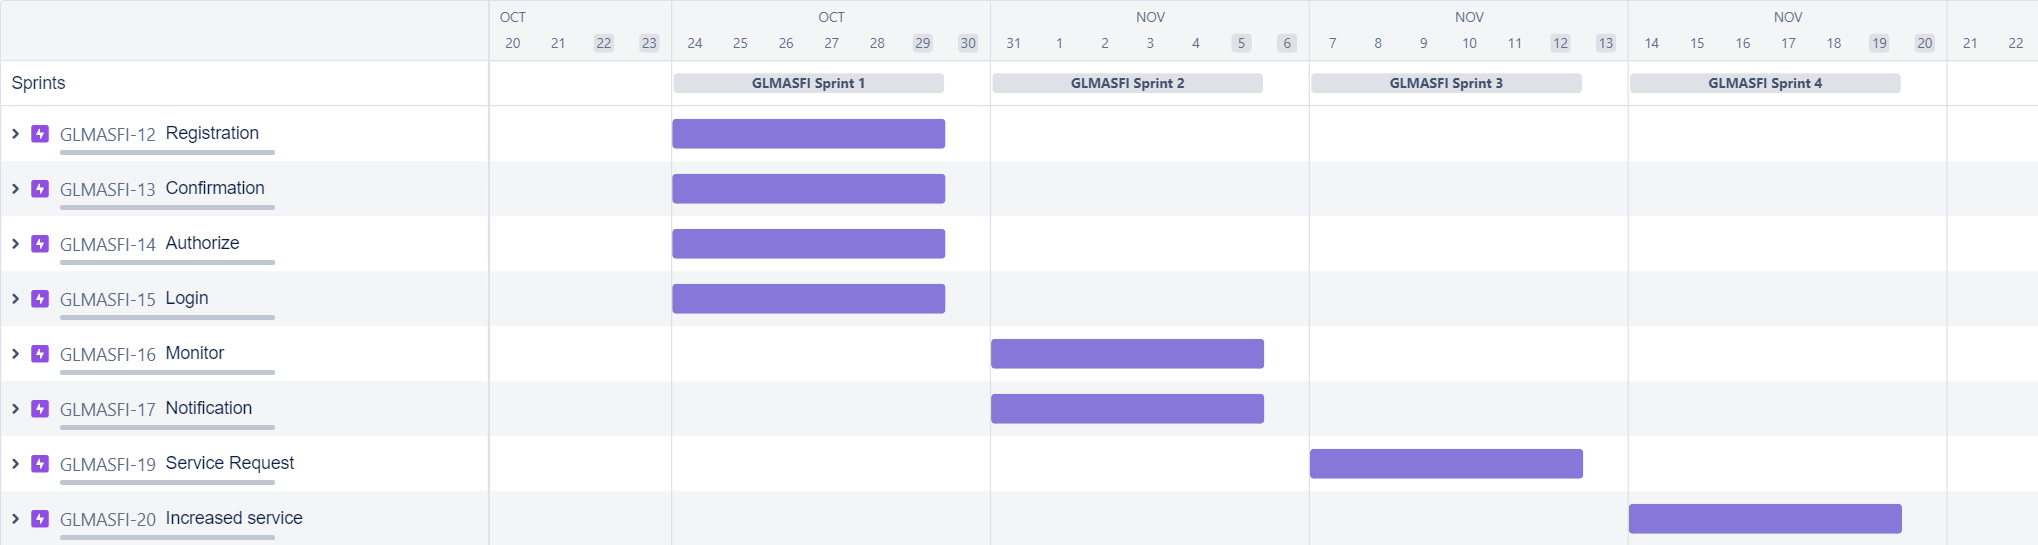 OCT OCT NOV NOV NOV
20 21 22 23 24 25 26 27 28 29 30 31 1 2 3 4 5 6 7 8 9 10 11 12 13 14 15 16 17 18 19 20 21 22
Sprints GLMASFI Sprint 1 GLMASFI Sprint 2 GLMASFI Sprint 3 GLMASFI Sprint 4
GLMASFI-12 Registration
GLMASFI-13 Confirmation
GLMASFI-14 Authorize
GLMASFI-15 Login
GLMASFI-16 Monitor
GLMASFI-17 Notification
GLMASFI-19 Service Request
GLMASFI-20 Increased service